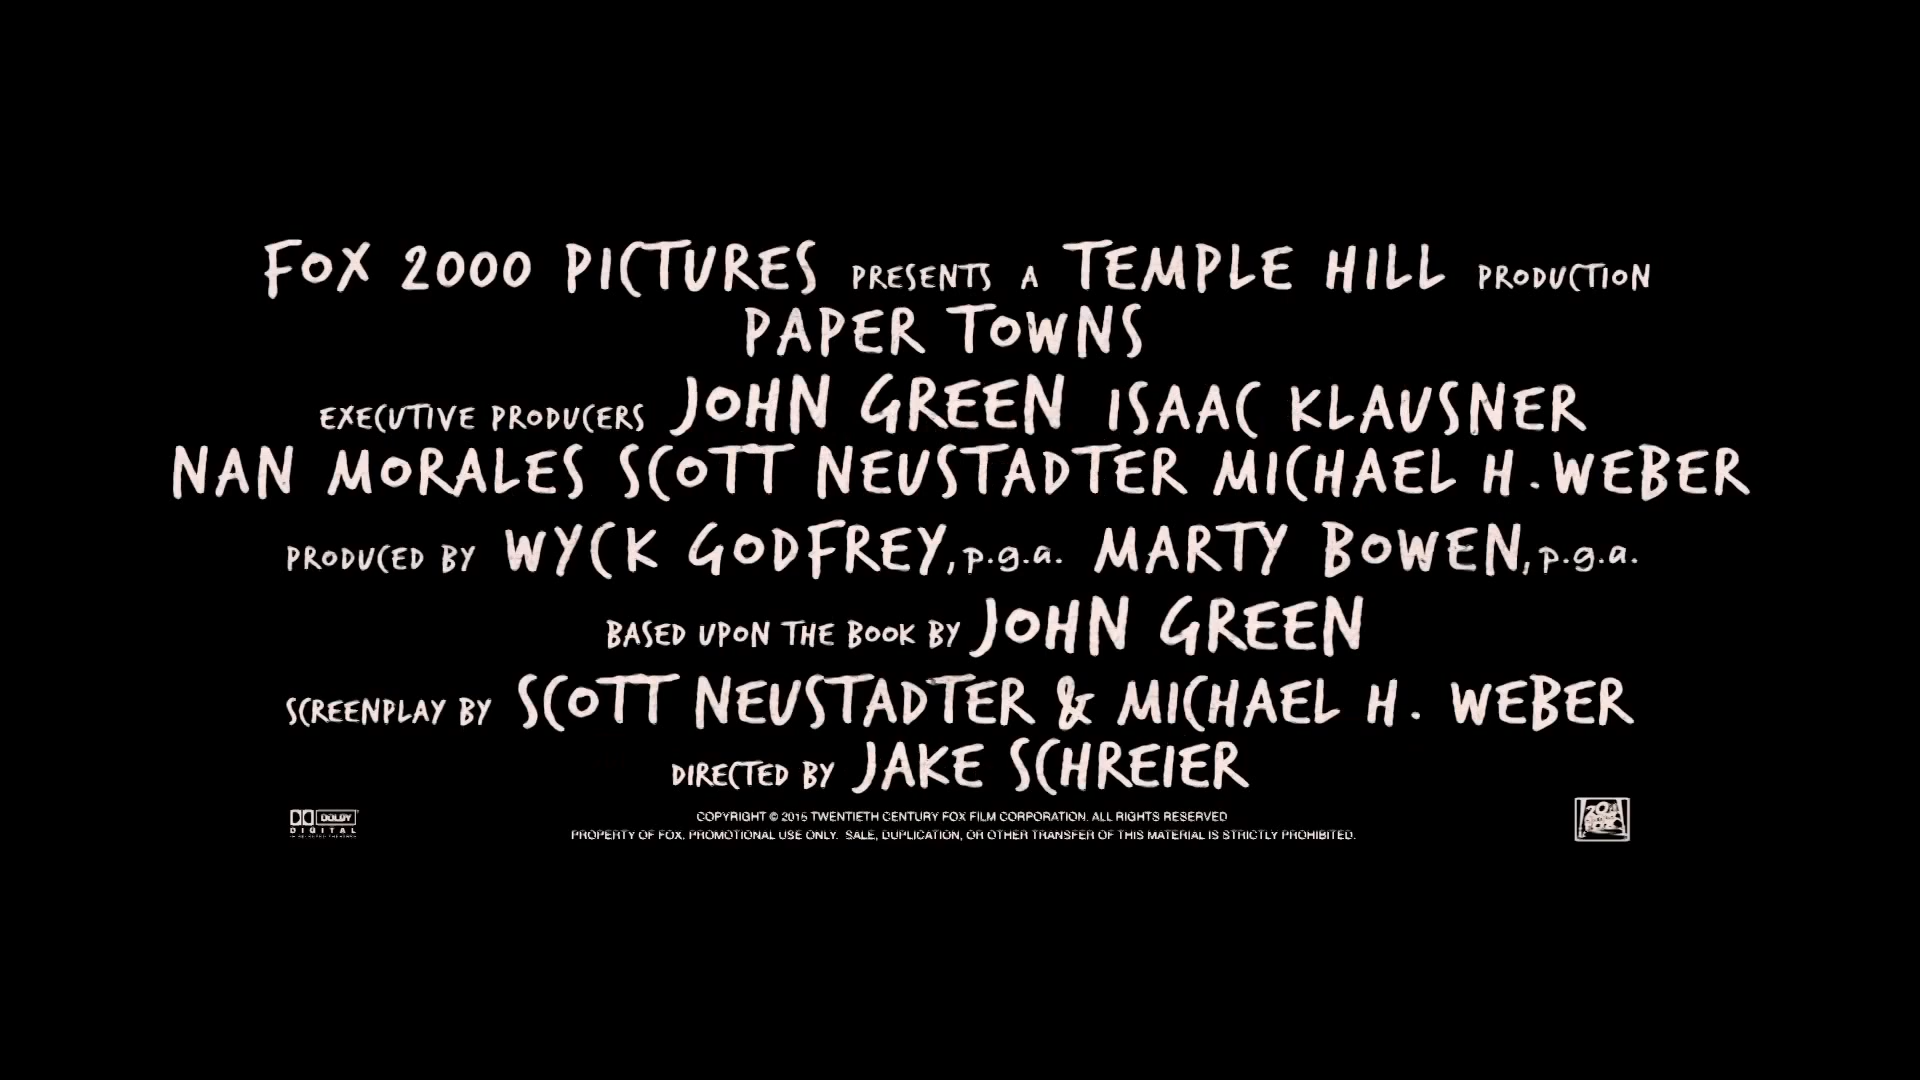 FOX 2000 PICTURES PRESENTS A TEMPLE HILL PRODUCTION
PAPER TOWNS
EXECUTIVE PRODUCERS JOHN GREEN ISAAC KLAUSNER
NAN MORALES SCOTT NEUSTADTER MICHAEL H. WEBER
PRODUCED BY WYCK GODFREY, p.g.a. MARTY BOWEN, p.g.a.
BASED UPON THE BOOK BY JOHN GREEN
SCREENPLAY BY SCOTT NEUSTADTER & MICHAEL H. WEBER
DIRECTED BY JAKE SCHREIER
DOLBY
DIGITAL
COPYRIGHT © 2015 TWENTIETH CENTURY FOX FILM CORPORATION. ALL RIGHTS RESERVED
PROPERTY OF FOX. PROMOTIONAL USE ONLY. SALE, DUPLICATION, OR OTHER TRANSFER OF THIS MATERIAL IS STRICTLY PROHIBITED.